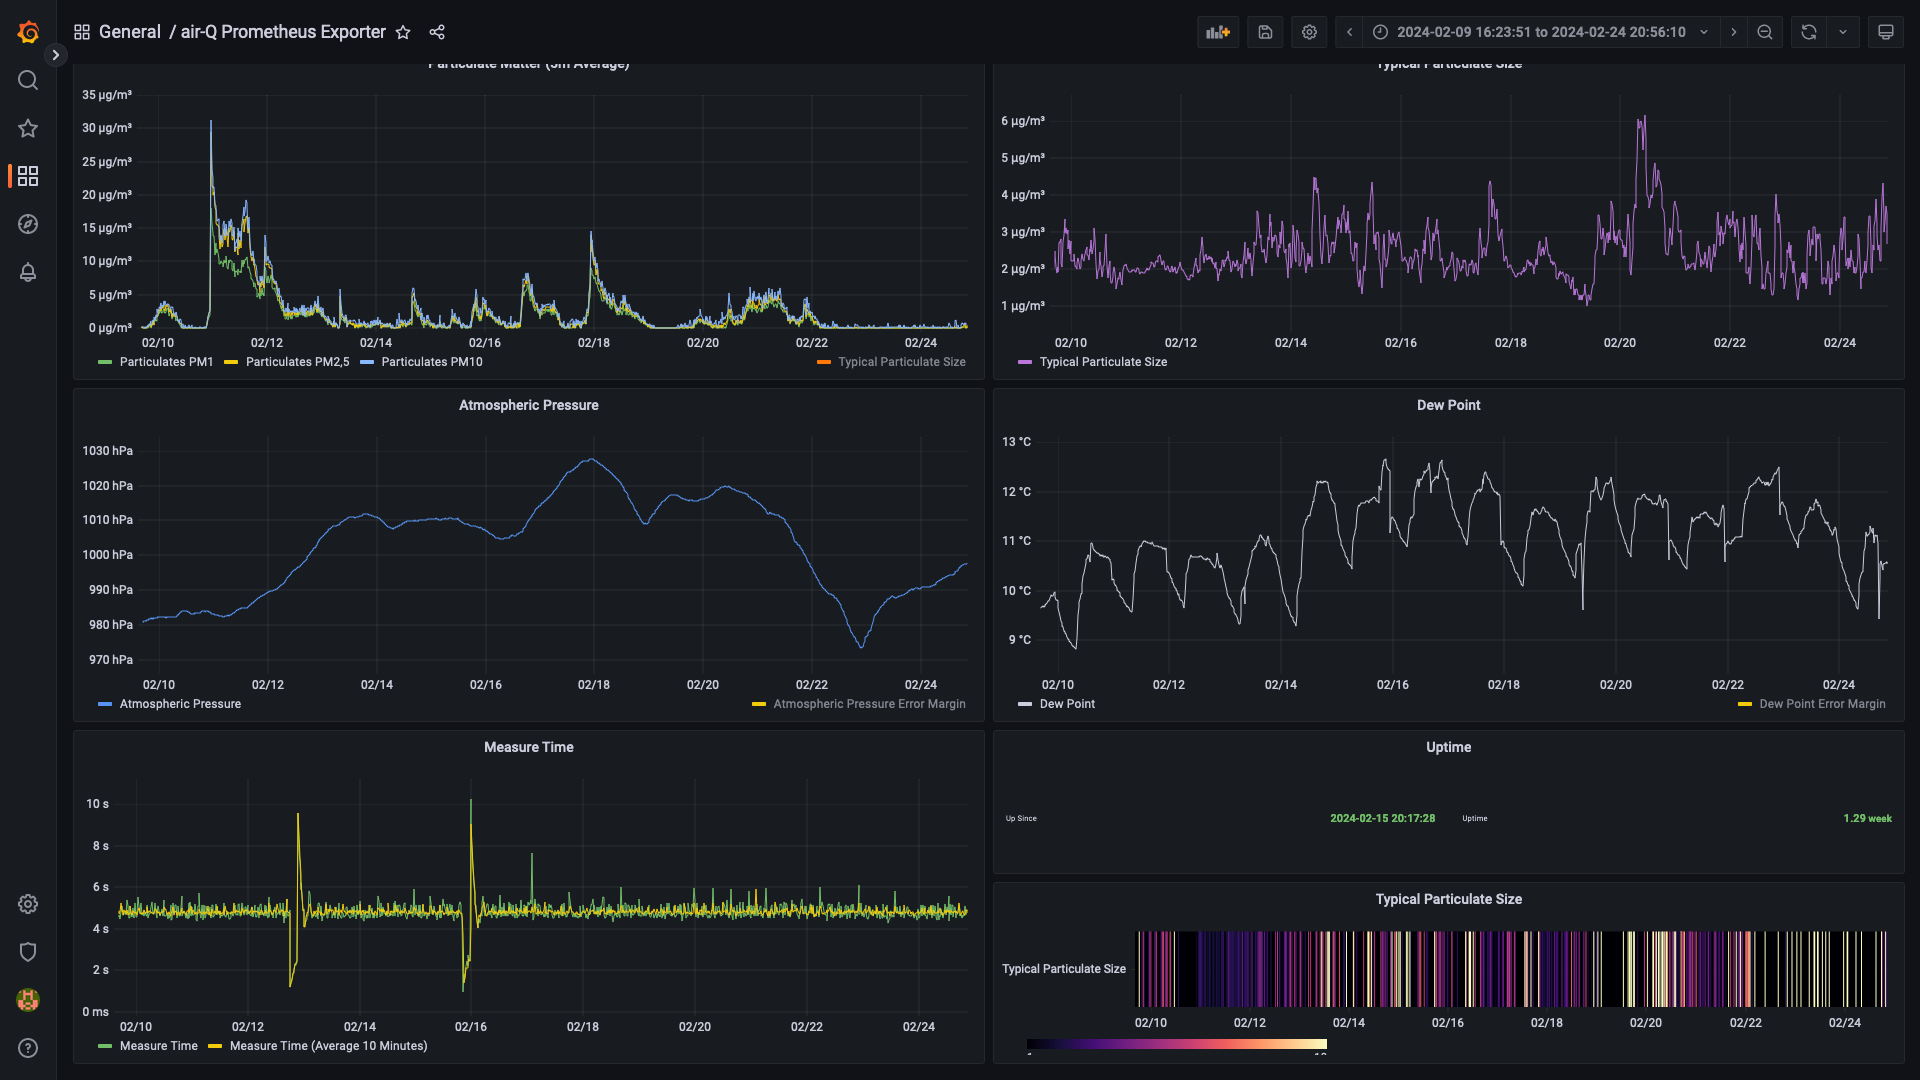 General / air-Q Prometheus Exporter
2024-02-09 16:23:51 to 2024-02-24 20:56:10
Particulate Matter (5m Average)
35 µg/m³
30 µg/m³
25 µg/m³
20 µg/m³
15 µg/m³
10 µg/m³
5 µg/m³
0 µg/m³
02/10 02/12 02/14 02/16 02/18 02/20 02/22 02/24
Particulates PM1 Particulates PM2,5 Particulates PM10 Typical Particulate Size
Typical Particulate Size
6 µg/m³
5 µg/m³
4 µg/m³
3 µg/m³
2 µg/m³
1 µg/m³
02/10 02/12 02/14 02/16 02/18 02/20 02/22 02/24
Typical Particulate Size
Atmospheric Pressure
1030 hPa
1020 hPa
1010 hPa
1000 hPa
990 hPa
980 hPa
970 hPa
02/10 02/12 02/14 02/16 02/18 02/20 02/22 02/24
Atmospheric Pressure Atmospheric Pressure Error Margin
Dew Point
13 °C
12 °C
11 °C
10 °C
9 °C
02/10 02/12 02/14 02/16 02/18 02/20 02/22 02/24
Dew Point Dew Point Error Margin
Measure Time
10 s
8 s
6 s
4 s
2 s
0 ms
02/10 02/12 02/14 02/16 02/18 02/20 02/22 02/24
Measure Time Measure Time (Average 10 Minutes)
Uptime
Up Since 2024-02-15 20:17:28 Uptime 1.29 week
Typical Particulate Size
Typical Particulate Size
02/10 02/12 02/14 02/16 02/18 02/20 02/22 02/24